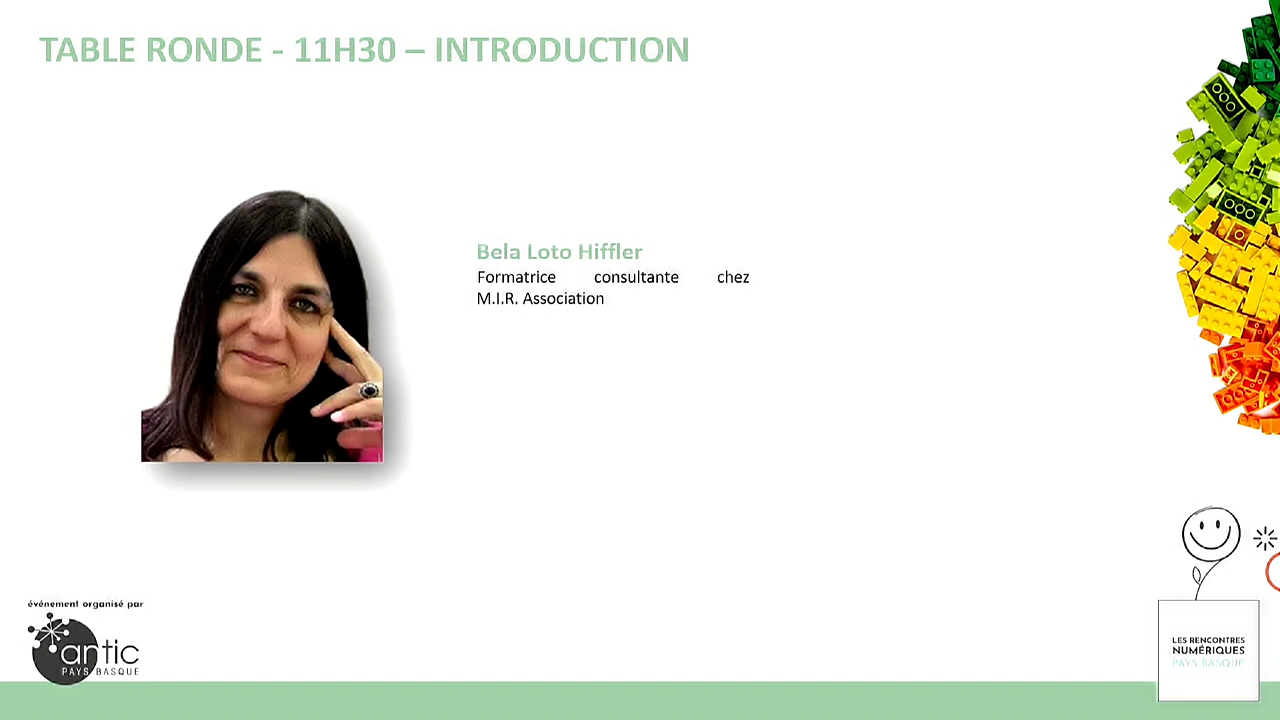 TABLE RONDE - 11H30 – INTRODUCTION
Bela Loto Hiffler
Formatrice consultante chez
M.I.R. Association
événement organisé par
antic
PAYS BASQUE
LES RENCONTRES
NUMÉRIQUES
PAYS BASQUE